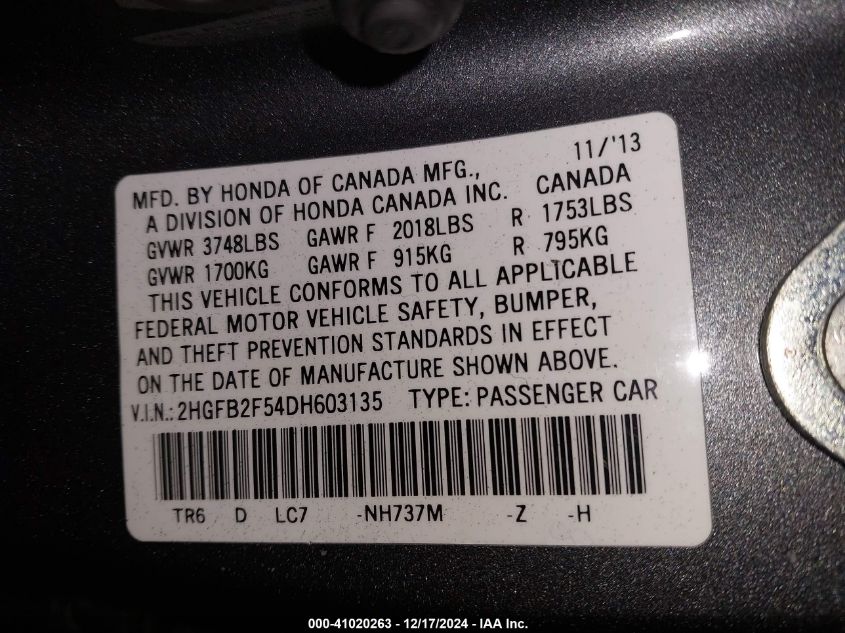 11/'13
MFD. BY HONDA OF CANADA MFG.,
A DIVISION OF HONDA CANADA INC. CANADA
GVWR 3748LBS GAWR F 2018LBS R 1753LBS
GVWR 1700KG GAWR F 915KG R 795KG
THIS VEHICLE CONFORMS TO ALL APPLICABLE
FEDERAL MOTOR VEHICLE SAFETY, BUMPER,
AND THEFT PREVENTION STANDARDS IN EFFECT
ON THE DATE OF MANUFACTURE SHOWN ABOVE.
V.I.N.: 2HGFB2F54DH603135 TYPE: PASSENGER CAR
TR6 D LC7 -NH737M -Z -H
000-41020263 - 12/17/2024 - IAA Inc.